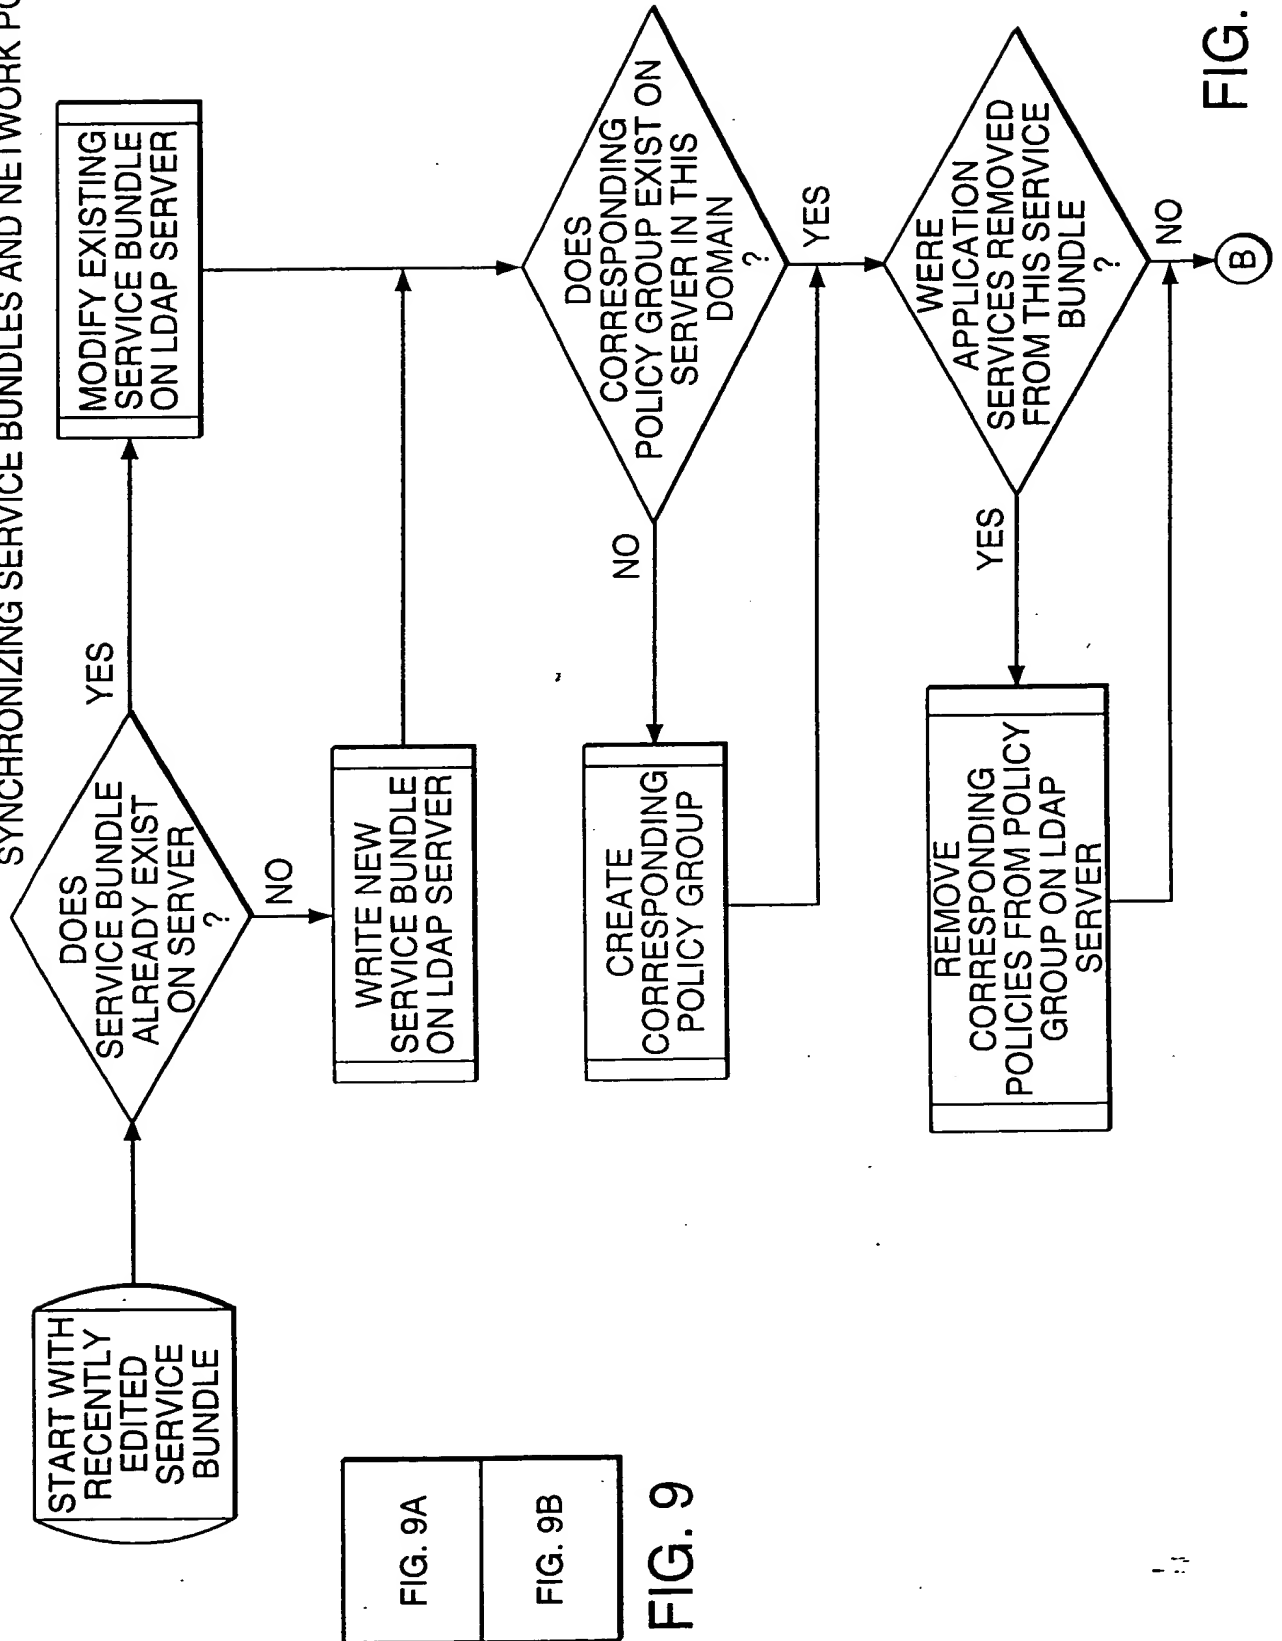 SYNCHRONIZING SERVICE BUNDLES AND NETWORK
START WITH
RECENTLY
EDITED
SERVICE
BUNDLE
DOES
SERVICE BUNDLE
ALREADY EXIST
ON SERVER
?
YES
NO
MODIFY EXISTING
SERVICE BUNDLE
ON LDAP SERVER
WRITE NEW
SERVICE BUNDLE
ON LDAP SERVER
DOES
CORRESPONDING
POLICY GROUP EXIST ON
SERVER IN THIS
DOMAIN
?
NO
YES
CREATE
CORRESPONDING
POLICY GROUP
WERE
APPLICATION
SERVICES REMOVED
FROM THIS SERVICE
BUNDLE
?
YES
NO
REMOVE
CORRESPONDING
POLICIES FROM POLICY
GROUP ON LDAP
SERVER
B
FIG. 9A
FIG. 9B
FIG. 9
FIG.